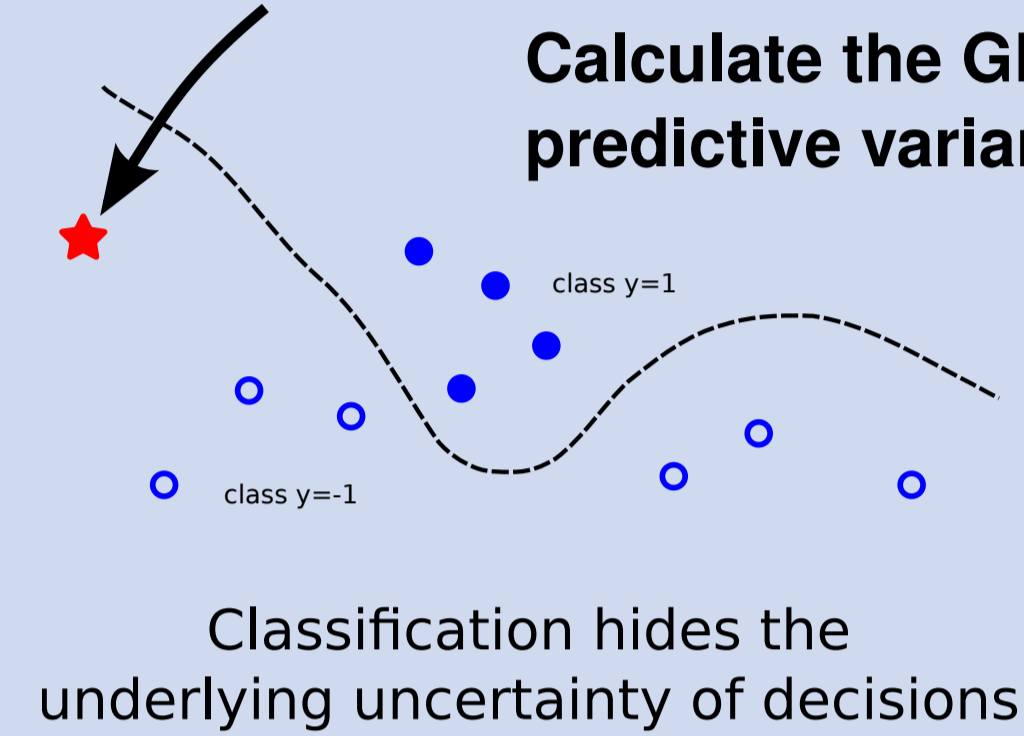 Calculate the
predictive
class y=1
class y=-1
Classification hides the
underlying uncertainty of decisions